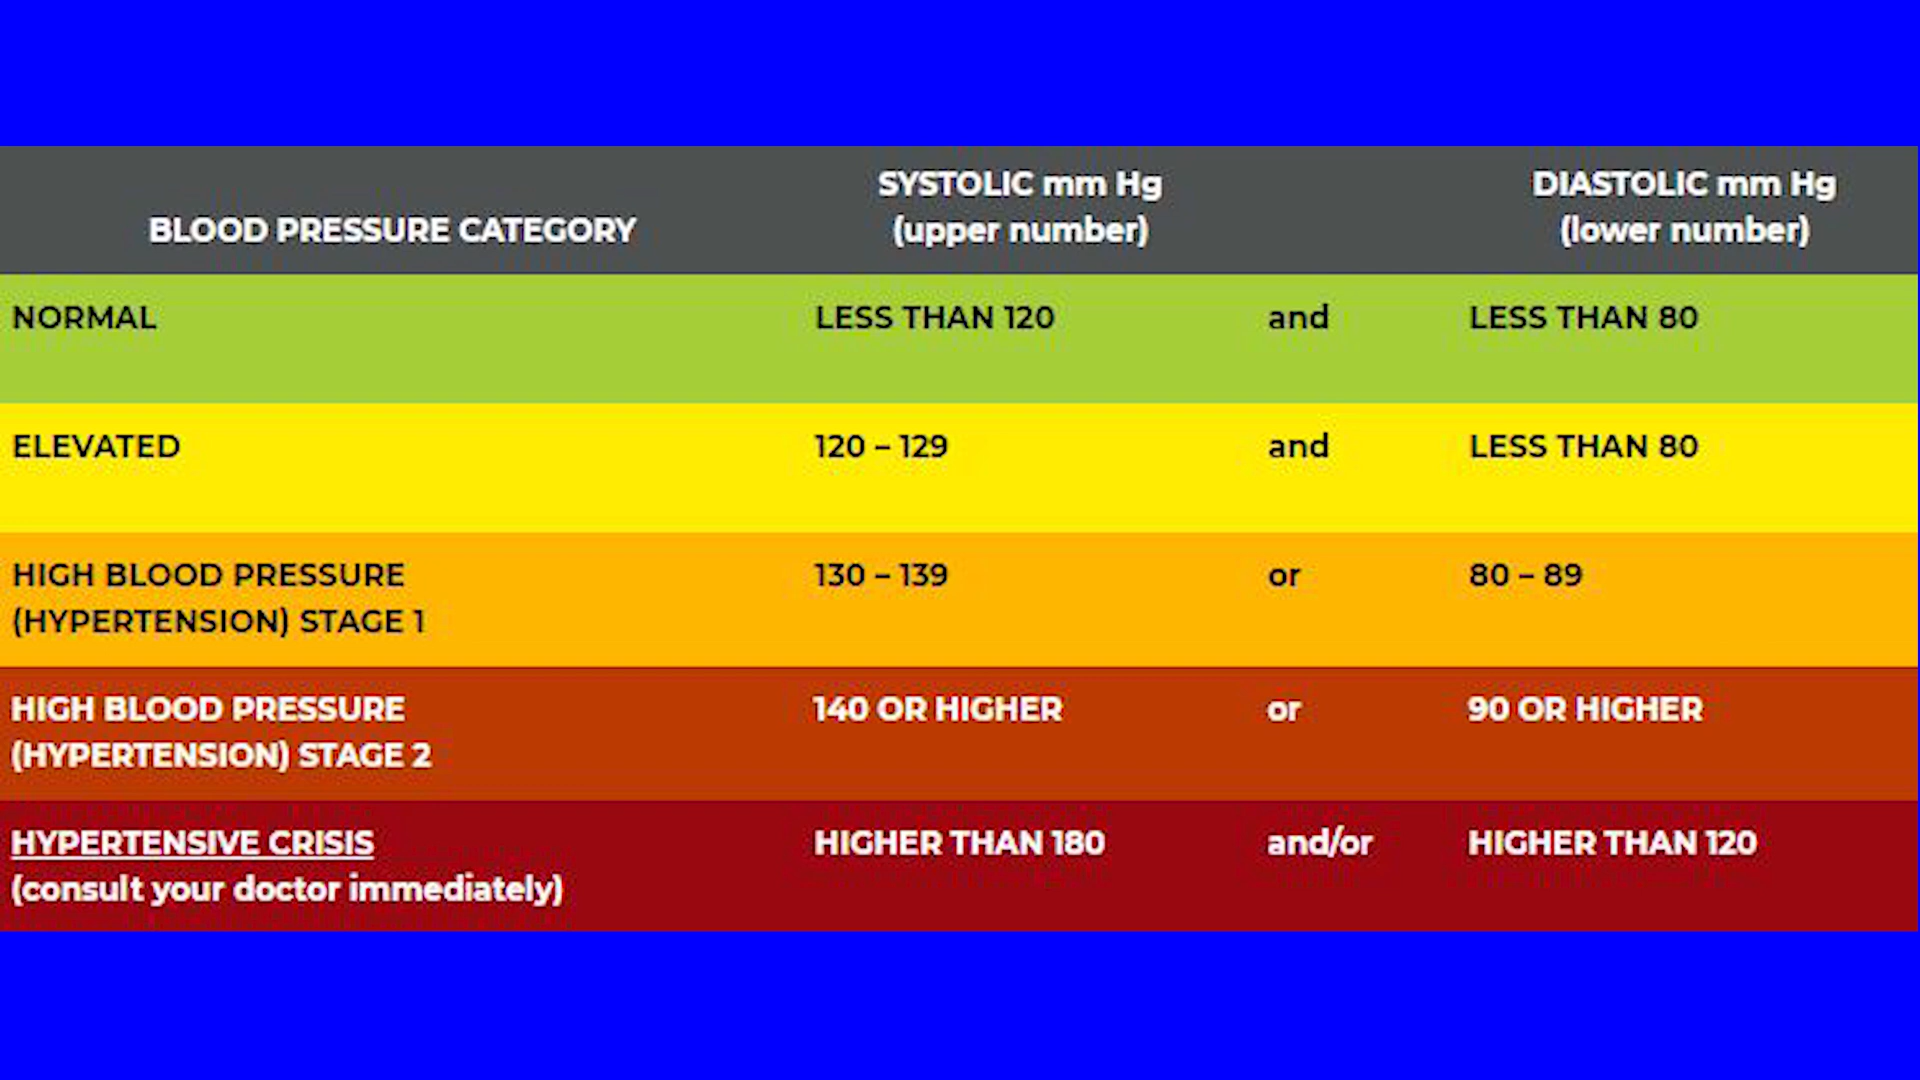 BLOOD PRESSURE CATEGORY SYSTOLIC mm Hg (upper number) DIASTOLIC mm Hg (lower number)
NORMAL LESS THAN 120 and LESS THAN 80
ELEVATED 120 – 129 and LESS THAN 80
HIGH BLOOD PRESSURE 130 – 139 or 80 – 89
(HYPERTENSION) STAGE 1
HIGH BLOOD PRESSURE 140 OR HIGHER or 90 OR HIGHER
(HYPERTENSION) STAGE 2
HYPERTENSIVE CRISIS HIGHER THAN 180 and/or HIGHER THAN 120
(consult your doctor immediately)